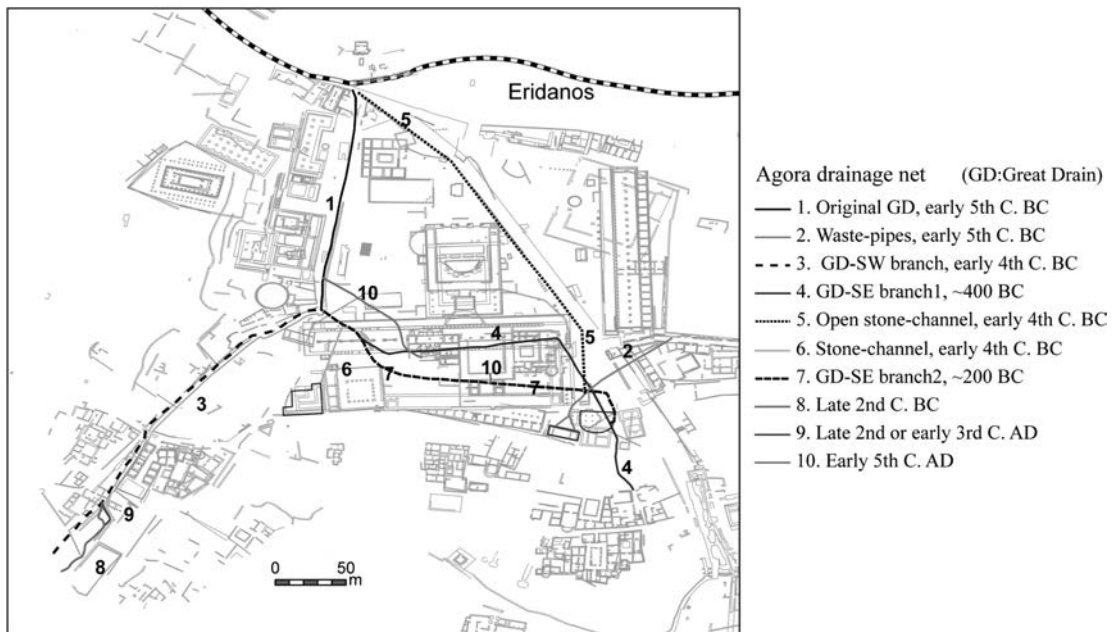 Eridanos
5
1
10
4
5
2
10
6
7
7
3
4
9
8
0 50
m
Agora drainage net (GD:Great Drain)
1. Original GD, early 5th C. BC
2. Waste-pipes, early 5th C. BC
3. GD-SW branch, early 4th C. BC
4. GD-SE branch1, ~400 BC
5. Open stone-channel, early 4th C. BC
6. Stone-channel, early 4th C. BC
7. GD-SE branch2, ~200 BC
8. Late 2nd C. BC
9. Late 2nd or early 3rd C. AD
10. Early 5th C. AD